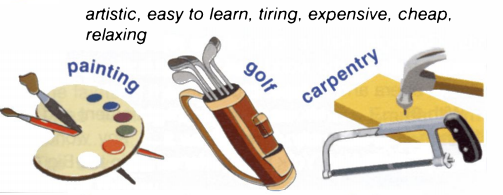 artistic, easy to learn, tiring, expensive, cheap,
relaxing
painting
golf
carpentry